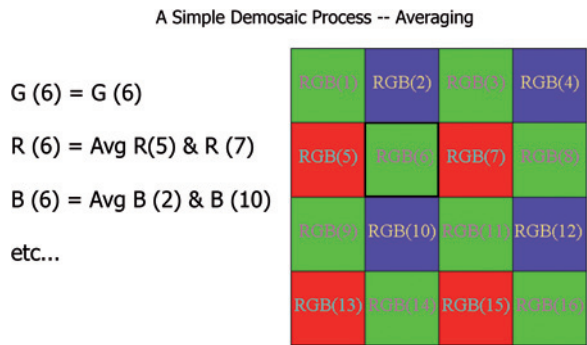 A Simple Demosaic Process -- Averaging
G (6) = G (6)
R (6) = Avg R(5) & R (7)
B (6) = Avg B (2) & B (10)
etc...
RGB(1) RGB(2) RGB(3) RGB(4)
RGB(5) RGB(6) RGB(7) RGB(8)
RGB(9) RGB(10) RGB(11) RGB(12)
RGB(13) RGB(14) RGB(15) RGB(16)